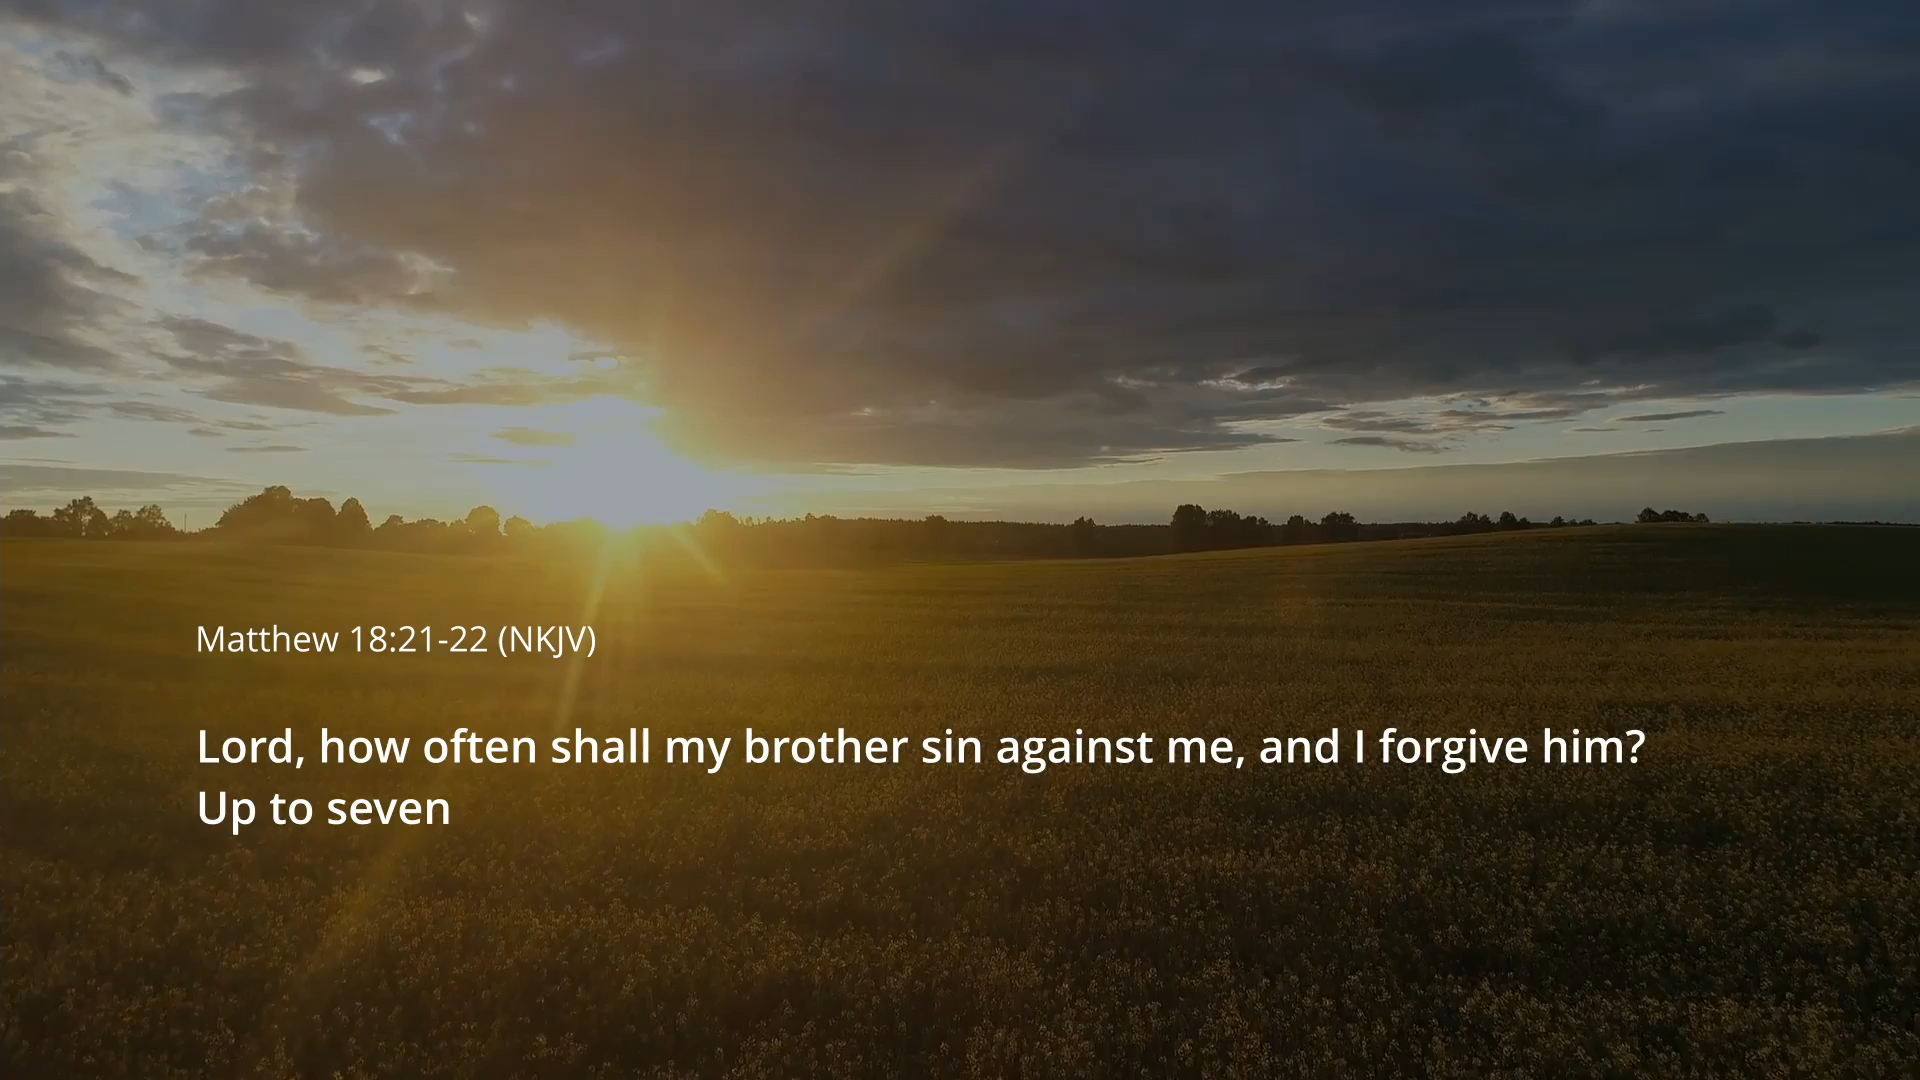 Matthew 18:21-22 (NKJV)
Lord, how often shall my brother sin against me, and I forgive him?
Up to seven